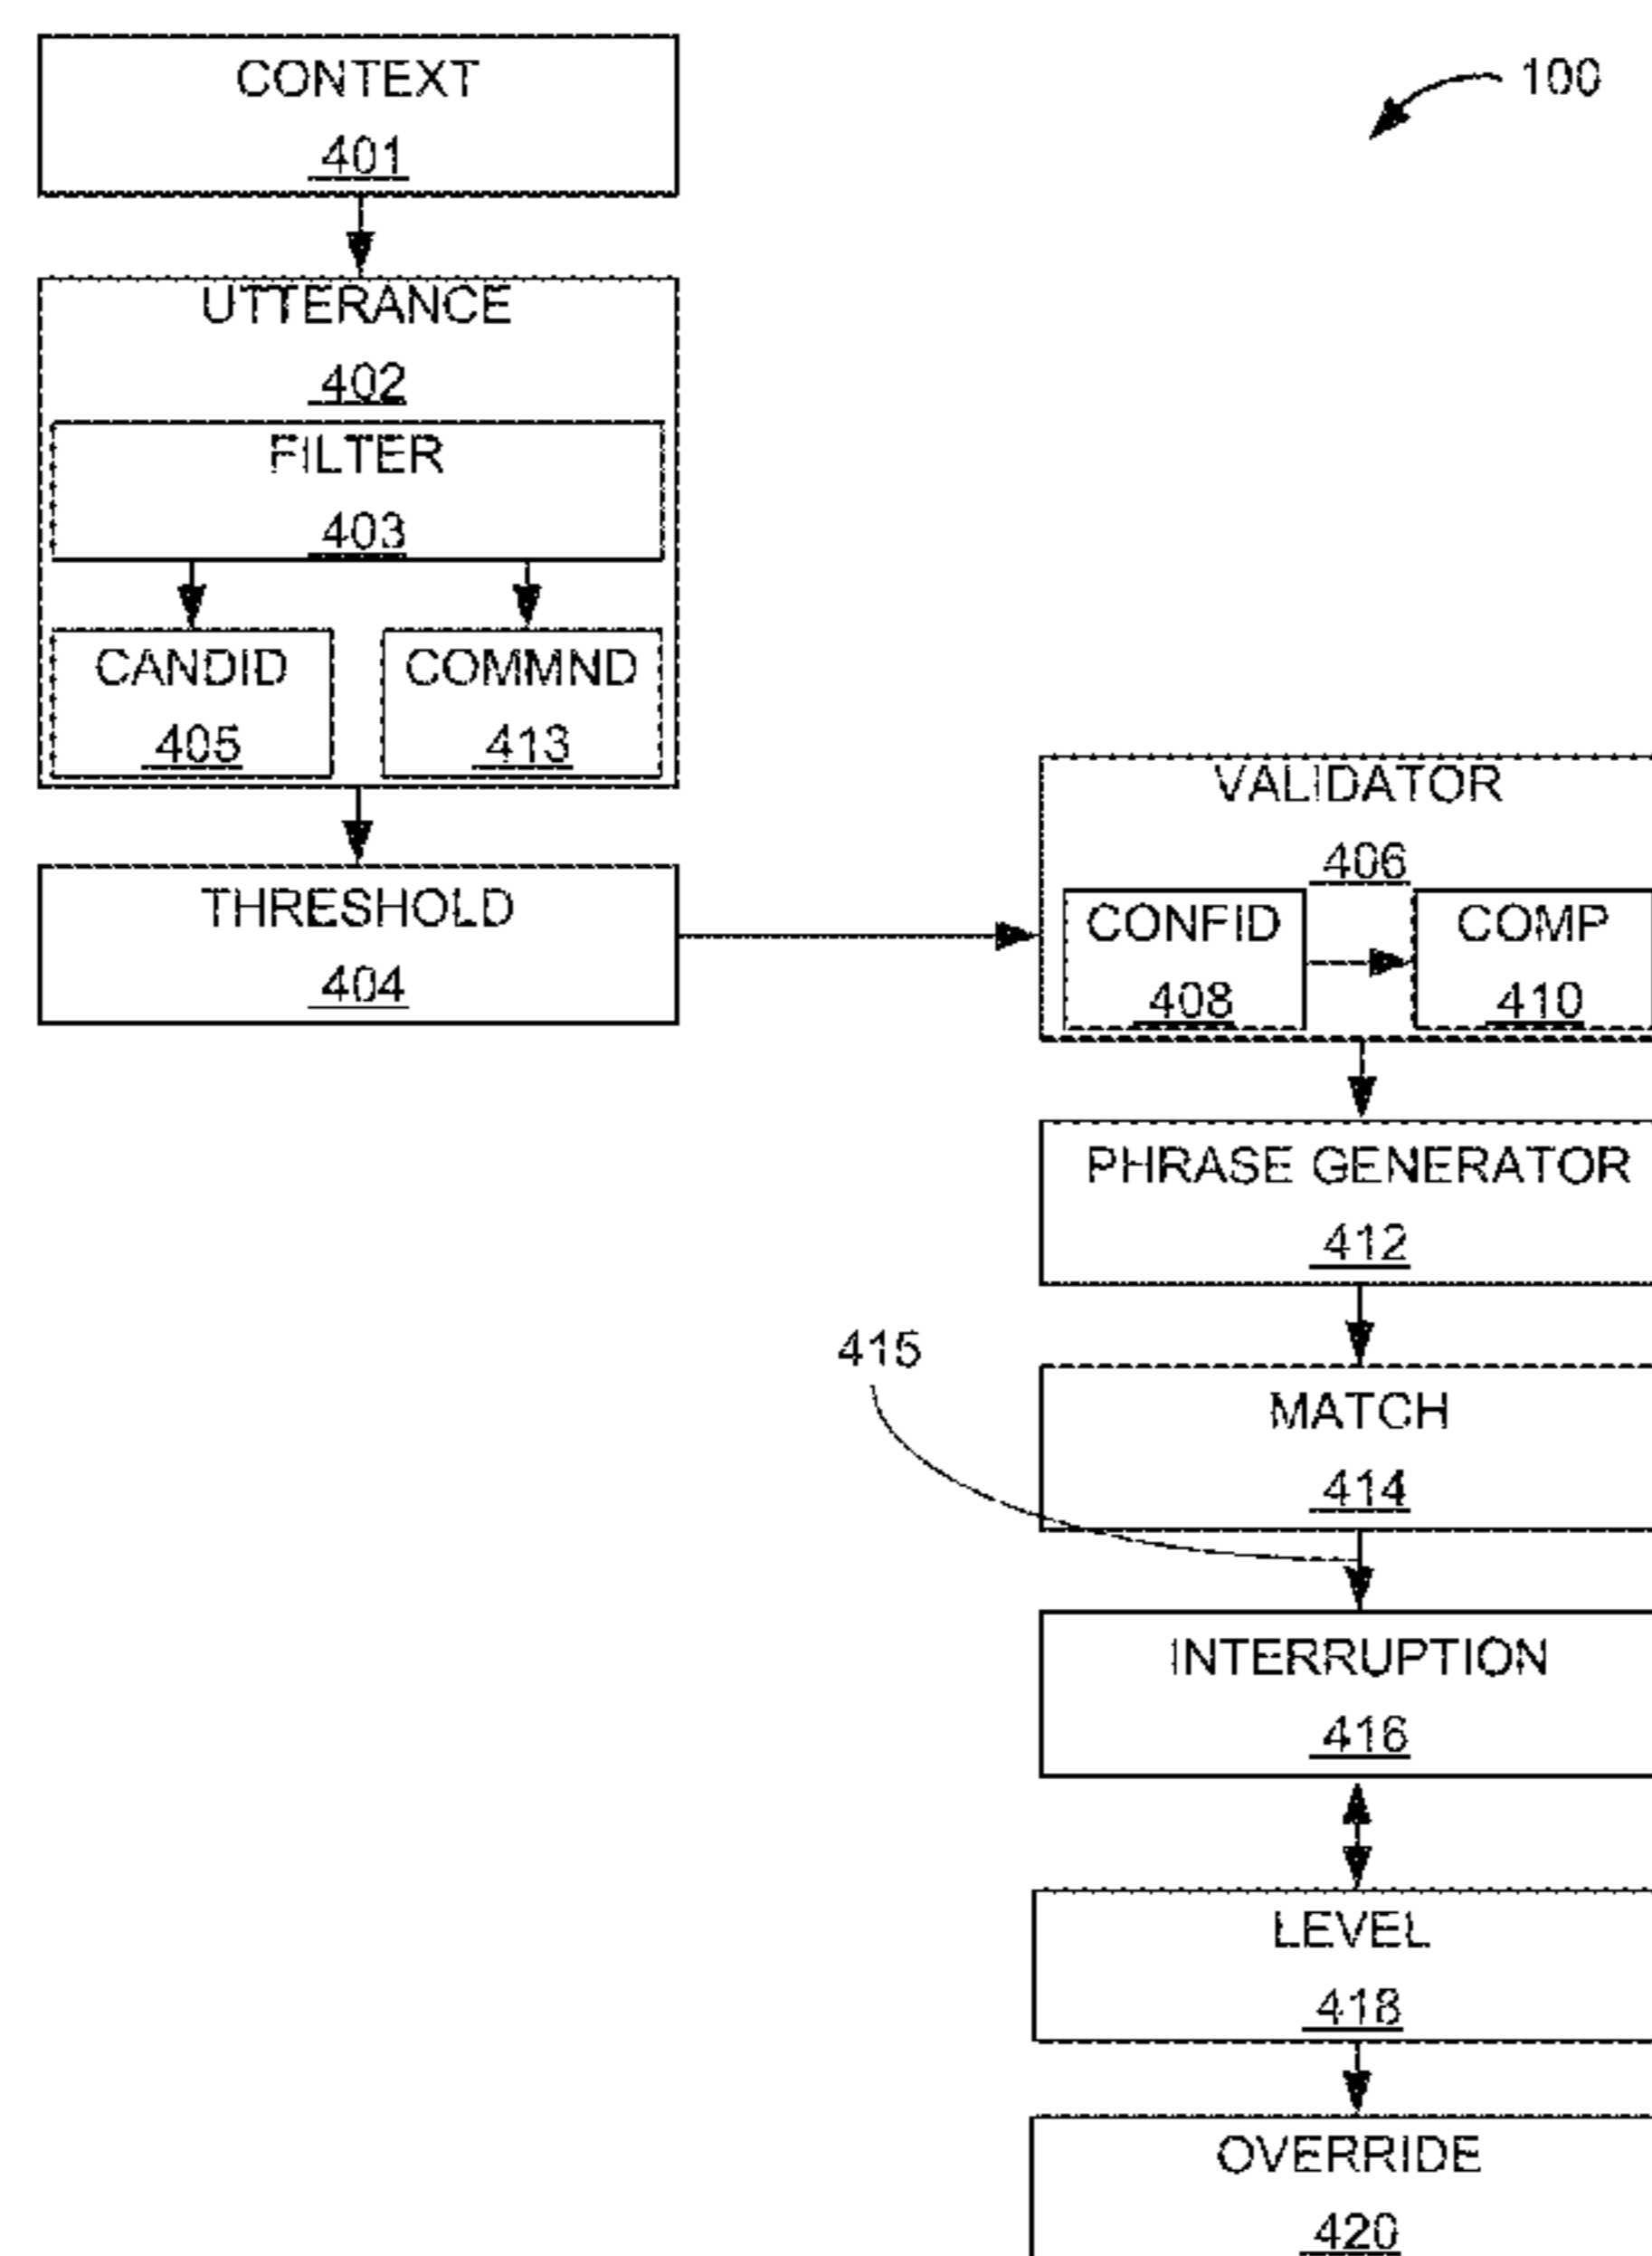 CONTEXT
401
100
UTTERANCE
402
FILTER
403
CANDID
405
COMMND
413
THRESHOLD
404
VALIDATOR
406
CONFID
408
COMP
410
PHRASE GENERATOR
412
415
MATCH
414
INTERRUPTION
416
LEVEL
418
OVERRIDE
420